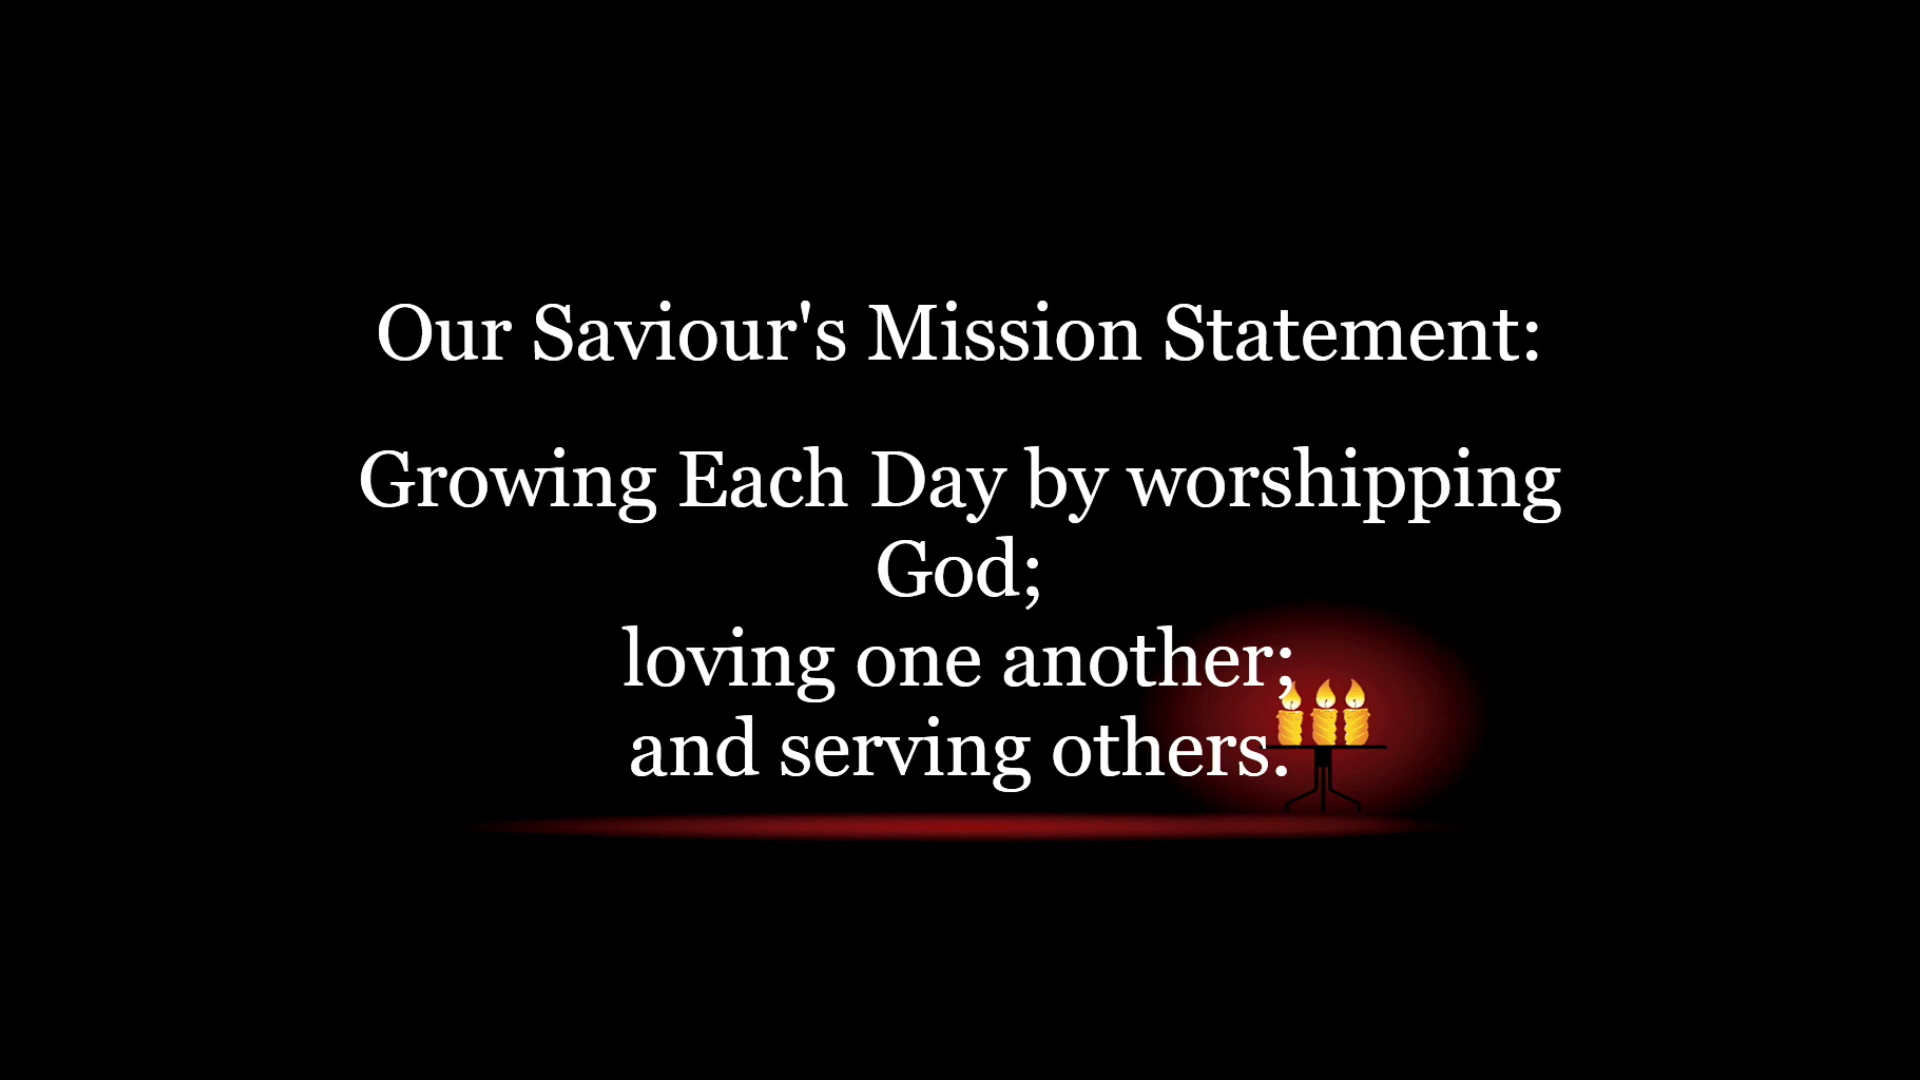 Our Saviour's Mission Statement:
Growing Each Day by worshipping
God;
loving one another;
and serving others.